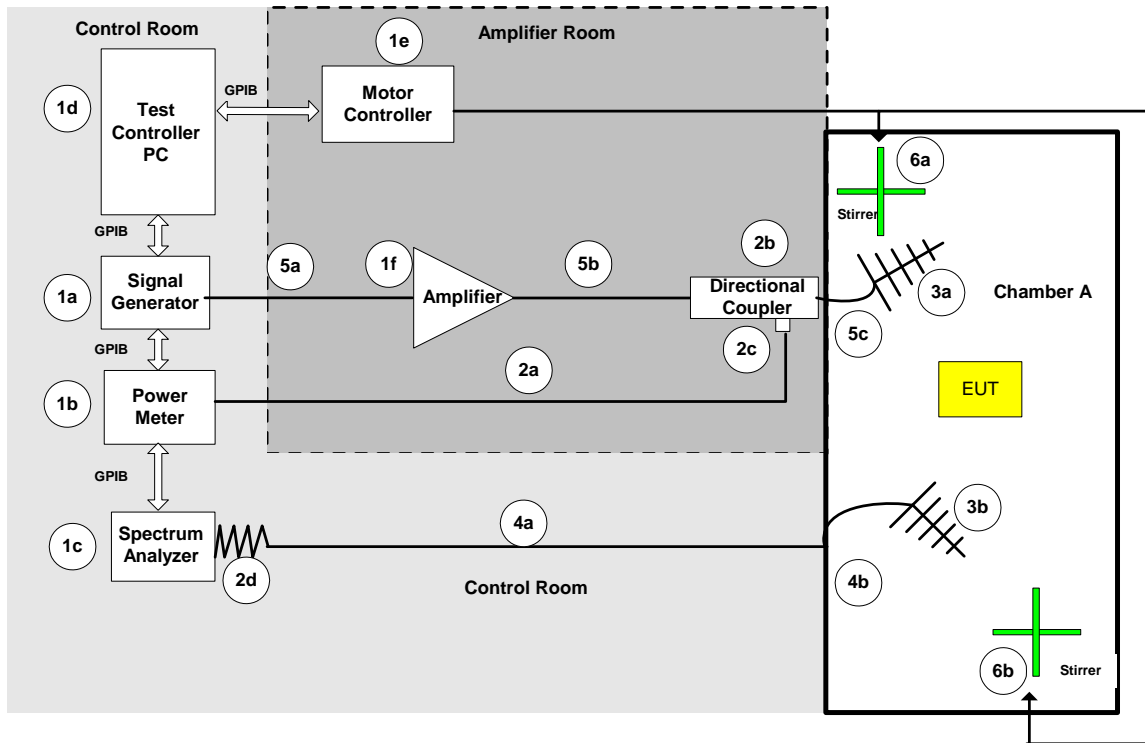 Control Room
Amplifier Room
1e
1d
Test
Controller
PC
GPIB
Motor
Controller
6a
Stirrer
GPIB
1a
Signal
Generator
5a
1f
Amplifier
5b
2b
Directional
Coupler
2c
5c
3a
Chamber A
GPIB
1b
Power
Meter
2a
EUT
GPIB
1c
Spectrum
Analyzer
2d
4a
3b
4b
Control Room
6b
Stirrer